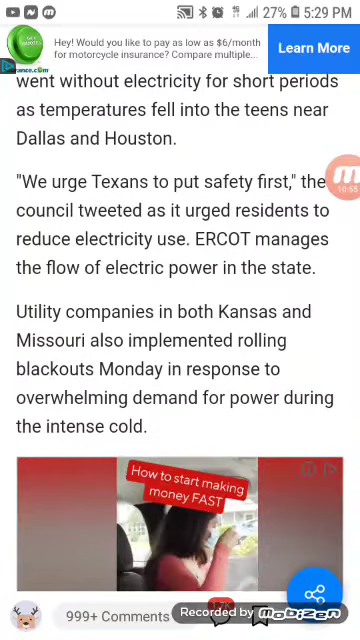 27% 5:29 PM
GET QUOTES
Hey! Would you like to pay as low as $6/month
for motorcycle insurance? Compare multiple...
Learn More
went without electricity for short periods
as temperatures fell into the teens near
Dallas and Houston.
"We urge Texans to put safety first," the
10:55
council tweeted as it urged residents to
reduce electricity use. ERCOT manages
the flow of electric power in the state.
Utility companies in both Kansas and
Missouri also implemented rolling
blackouts Monday in response to
overwhelming demand for power during
the intense cold.
How to start making
money FAST
999+ Comments
Recorded by Mobizen